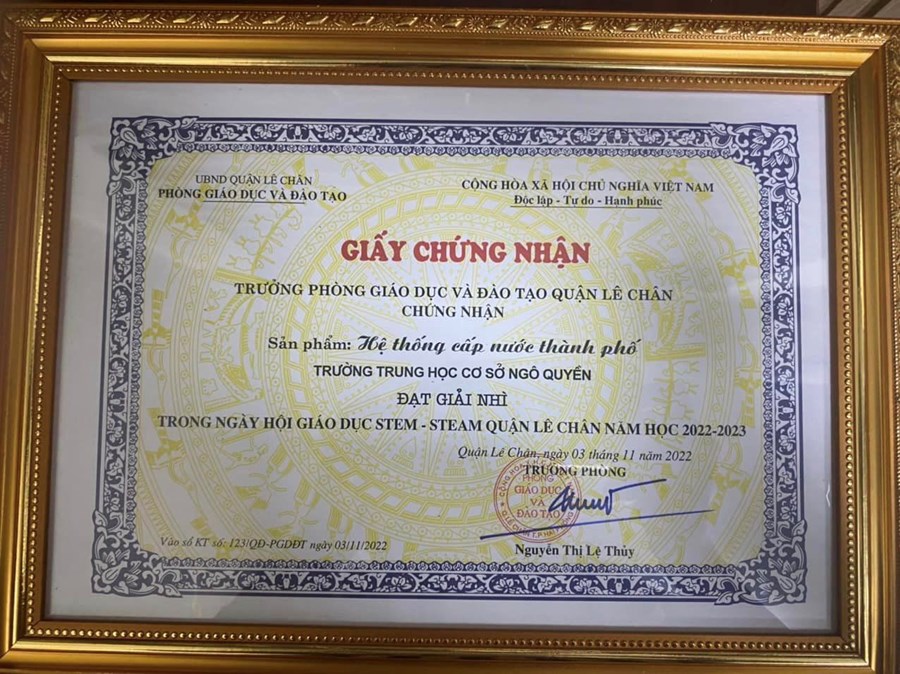 UBND QUẬN LÊ CHÂN
PHÒNG GIÁO DỤC VÀ ĐÀO TẠO
CỘNG HÒA XÃ HỘI CHỦ NGHĨA VIỆT NAM
Độc lập - Tự do - Hạnh phúc
GIẤY CHỨNG NHẬN
TRƯỞNG PHÒNG GIÁO DỤC VÀ ĐÀO TẠO QUẬN LÊ CHÂN
CHỨNG NHẬN
Sản phẩm: Hệ thống cấp nước thành phố
TRƯỜNG TRUNG HỌC CƠ SỞ NGÔ QUYỀN
ĐẠT GIẢI NHÌ
TRONG NGÀY HỘI GIÁO DỤC STEM - STEAM QUẬN LÊ CHÂN NĂM HỌC 2022-2023
Quận Lê Chân, ngày 03 tháng 11 năm 2022
TRƯỞNG PHÒNG
PHÒNG
GIÁO DỤC
VÀ
ĐÀO TẠO
Nguyễn Thị Lệ Thủy
Vào sổ KT số: 123/QĐ-PGDĐT ngày 03/11/2022